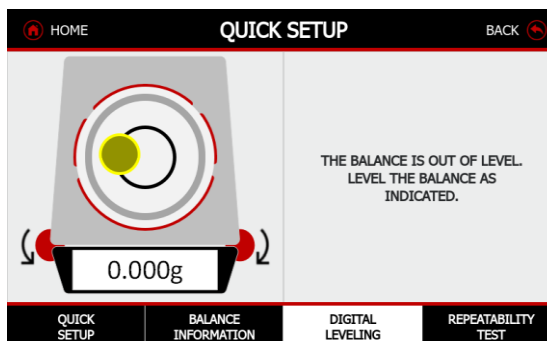 HOME
QUICK SETUP
BACK
THE BALANCE IS OUT OF LEVEL.
LEVEL THE BALANCE AS
INDICATED.
0.000g
QUICK
SETUP
BALANCE
INFORMATION
DIGITAL
LEVELING
REPEATABILITY
TEST